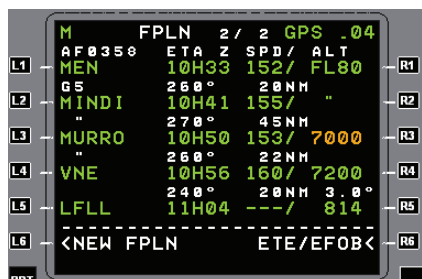 M FPLN 2/ 2 GPS .04
AF0358 ETA Z SPD/ ALT
L1 MEN 10H33 152/ FL80 R1
G5 260° 20NM
L2 MINDI 10H41 155/ " R2
" 270° 45NM
L3 MURRO 10H50 153/ 7000 R3
" 260° 22NM
L4 VNE 10H56 160/ 7200 R4
240° 20NM 3.0°
L5 LFLL 11H04 ---/ 814 R5
L6 <NEW FPLN ETE/EFOB< R6